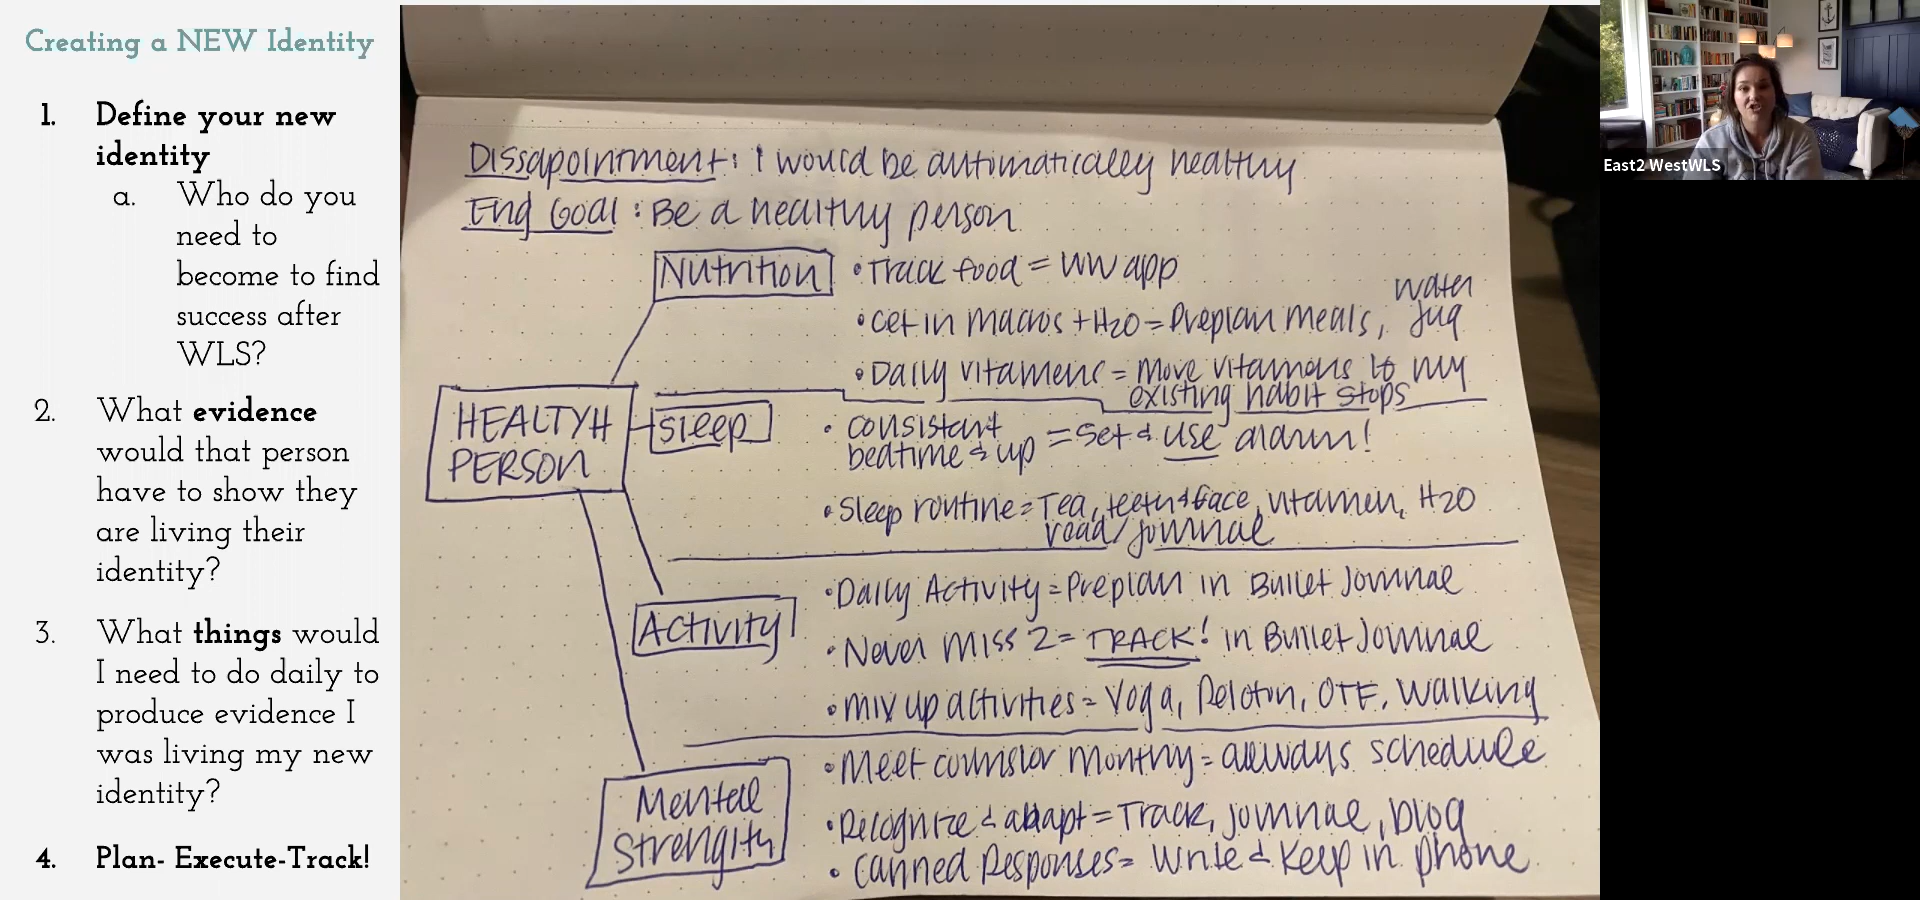 Creating a NEW Identity
1. Define your new
identity
a. Who do you
need to
become to find
success after
WLS?
2. What evidence
would that person
have to show they
are living their
identity?
3. What things would
I need to do daily to
produce evidence I
was living my new
identity?
4. Plan- Execute-Track!
Dissapointment: I would be autimatically healthy
End Goal: Be a healthy person
Nutrition
• Track food = WW app
• Get in macros + H2O = Preplan meals, water
jug
• Daily vitamens = Move vitamons to my
existing habit stops
HEALTYH
PERSON
Sleep
• consistant
bedtime & up = Set & use alarm!
• Sleep routine = Tea, teeth & face, vitamen, H2O
read/journal
Activity
• Daily Activity = Preplan in Bullet Journal
• Never miss 2 = TRACK! in Bullet Journal
• Mix up activities = Yoga, Peloton, OTF, Walking
Mental
Strength
• Meet counslor monthly = always schedule
• Recognize & adapt = Track, journal, blog
• Canned Responses = Write & Keep in phone
East2 WestWLS